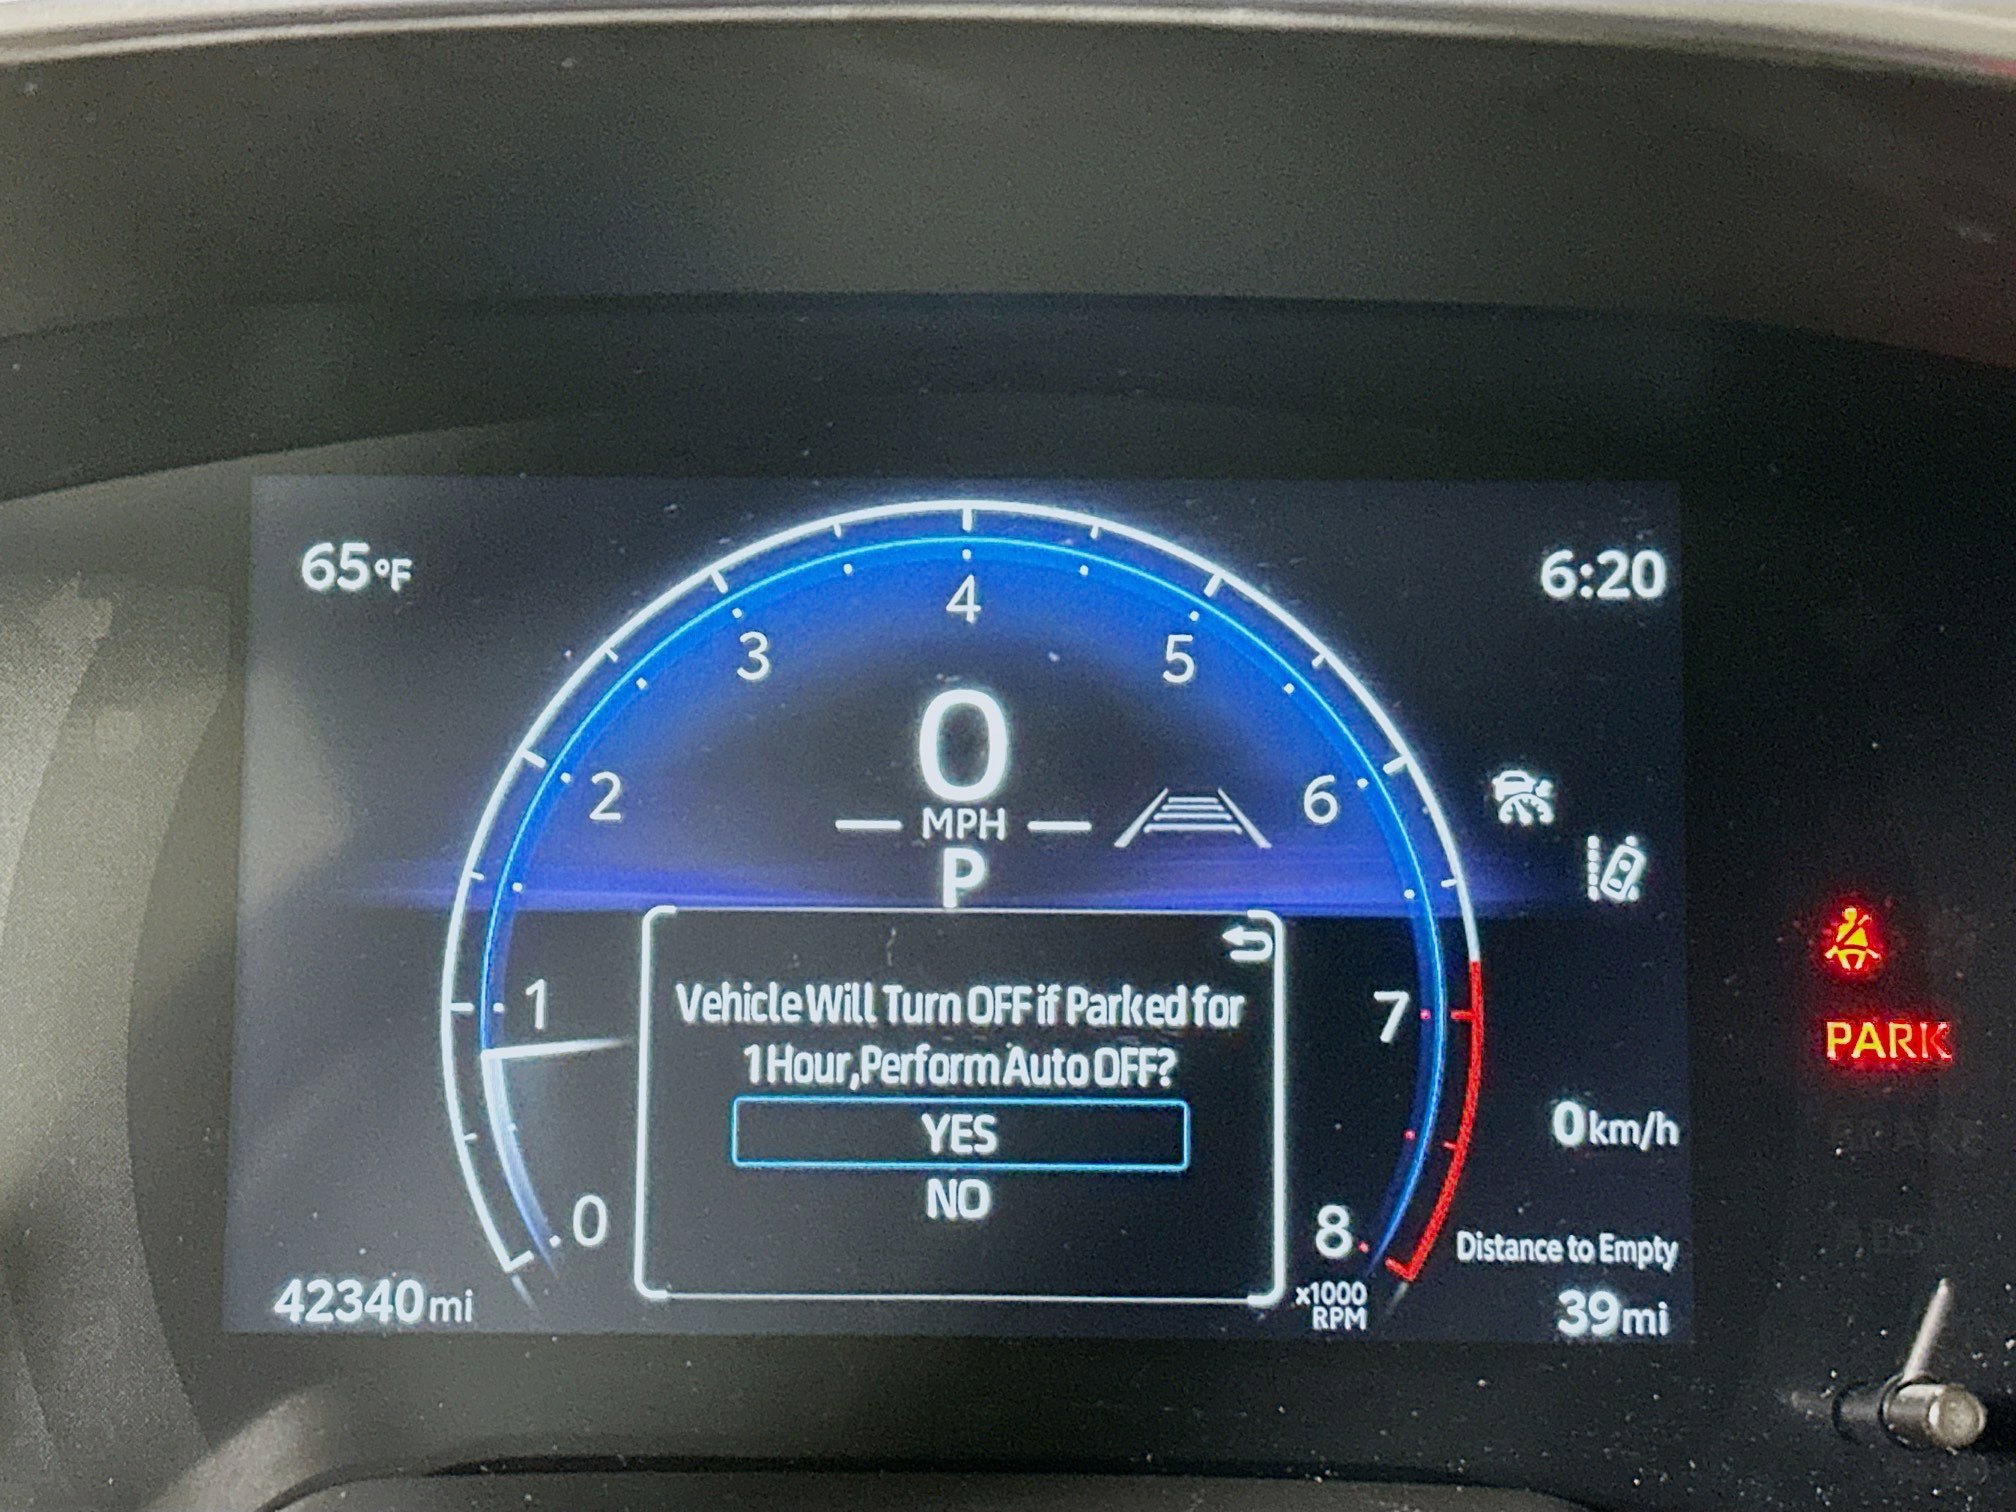 65°F
6:20
4
3
5
0
2
6
MPH
P
Vehicle Will Turn OFF if Parked for
1
7
1 Hour,Perform Auto OFF?
PARK
YES
0km/h
BRAKE
NO
0
8
Distance to Empty
42340mi
x1000
RPM
39mi